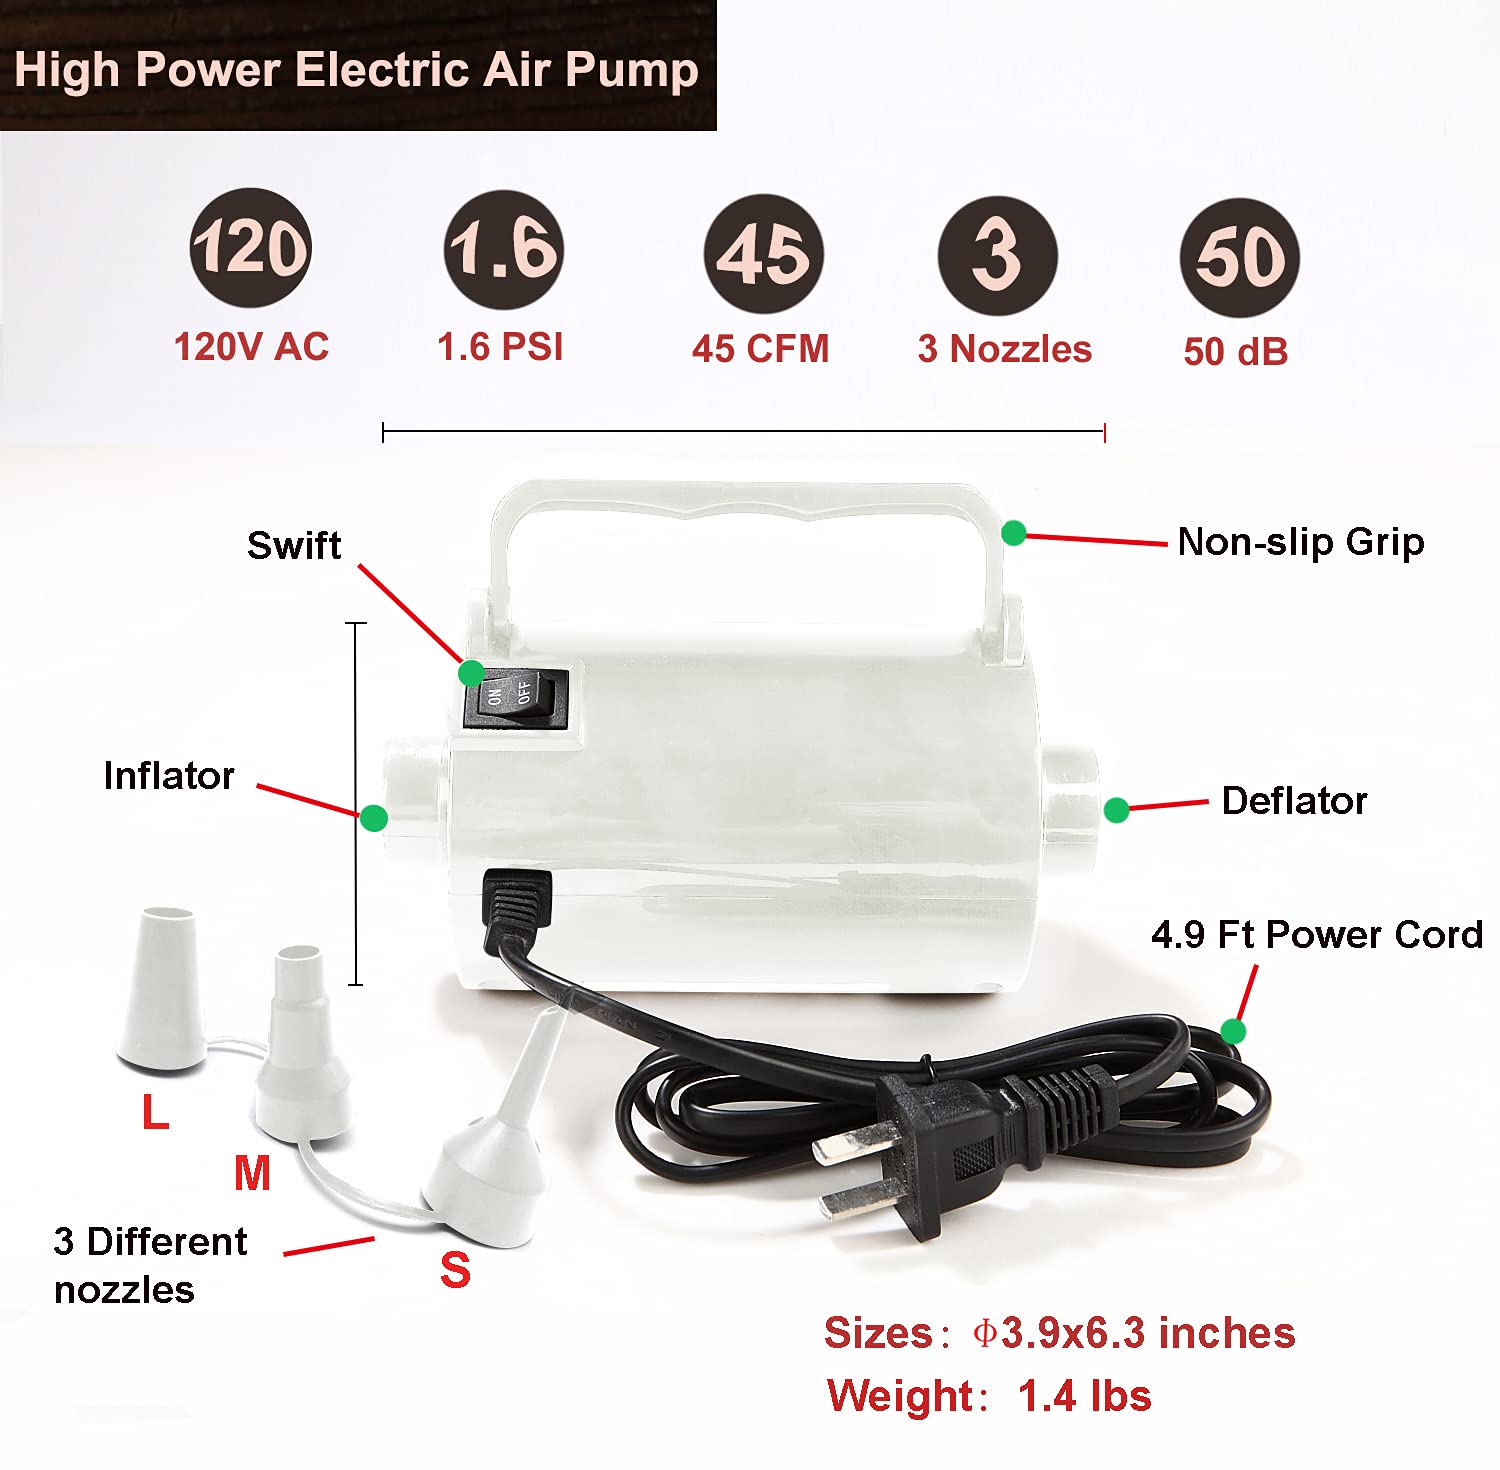 High Power Electric Air Pump
120 1.6 45 3 50
120V AC 1.6 PSI 45 CFM 3 Nozzles 50 dB
Swift
Non-slip Grip
ON OFF
Inflator
Deflator
4.9 Ft Power Cord
L
M
S
3 Different
nozzles
Sizes: Φ3.9x6.3 inches
Weight: 1.4 lbs